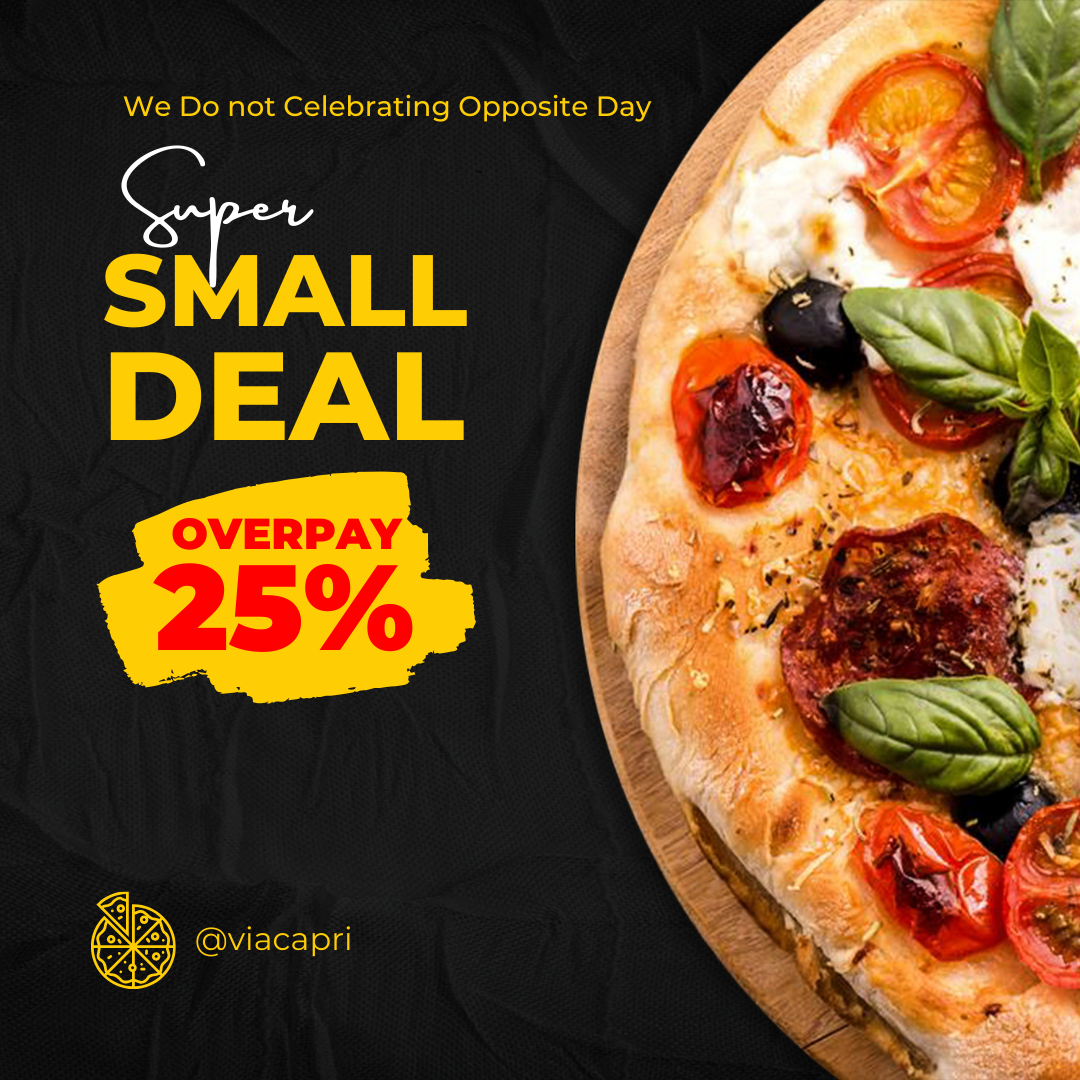 We Do not Celebrating Opposite Day
Super
SMALL
DEAL
OVERPAY
25%
@viacapri